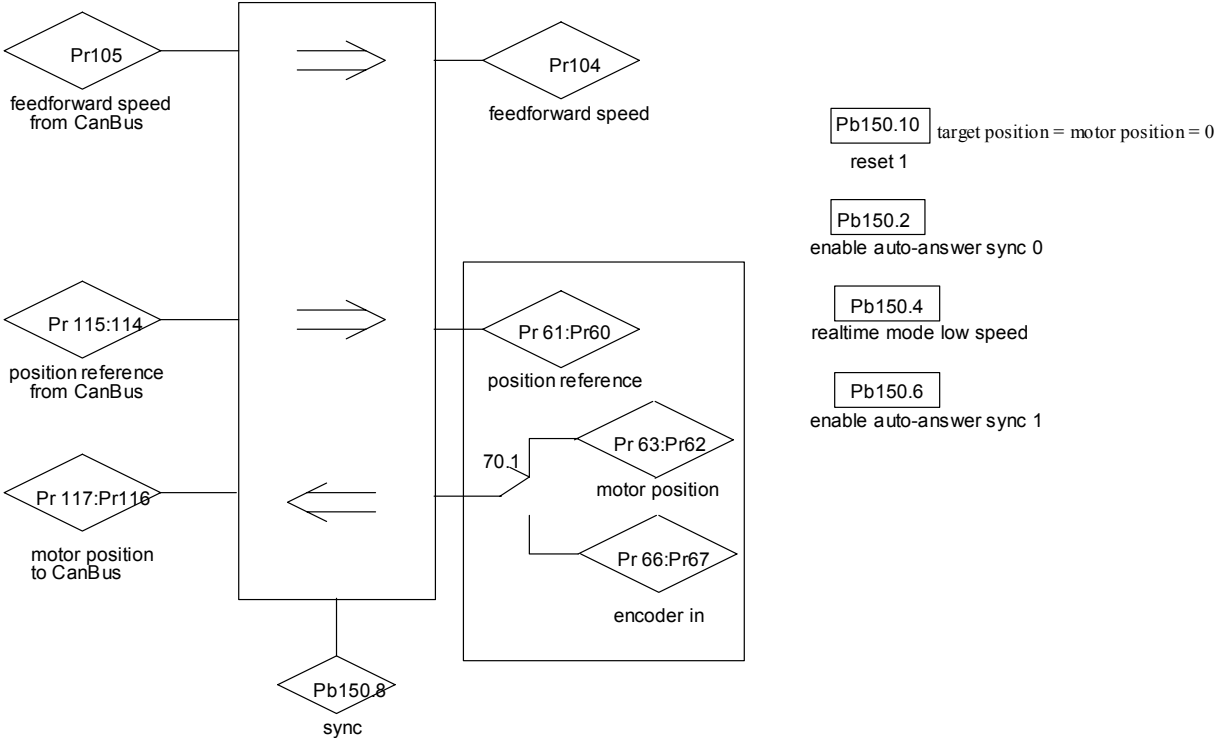 Pr105
feedforward speed
from CanBus
Pr104
feedforward speed
Pb150.10
target position = motor position = 0
reset 1
Pb150.2
enable auto-answer sync 0
Pb150.4
realtime mode low speed
Pb150.6
enable auto-answer sync 1
Pr 115:114
position reference
from CanBus
Pr 61:Pr60
position reference
70.1
Pr 63:Pr62
motor position
Pr 117:Pr116
motor position
to CanBus
Pr 66:Pr67
encoder in
Pb150.8
sync